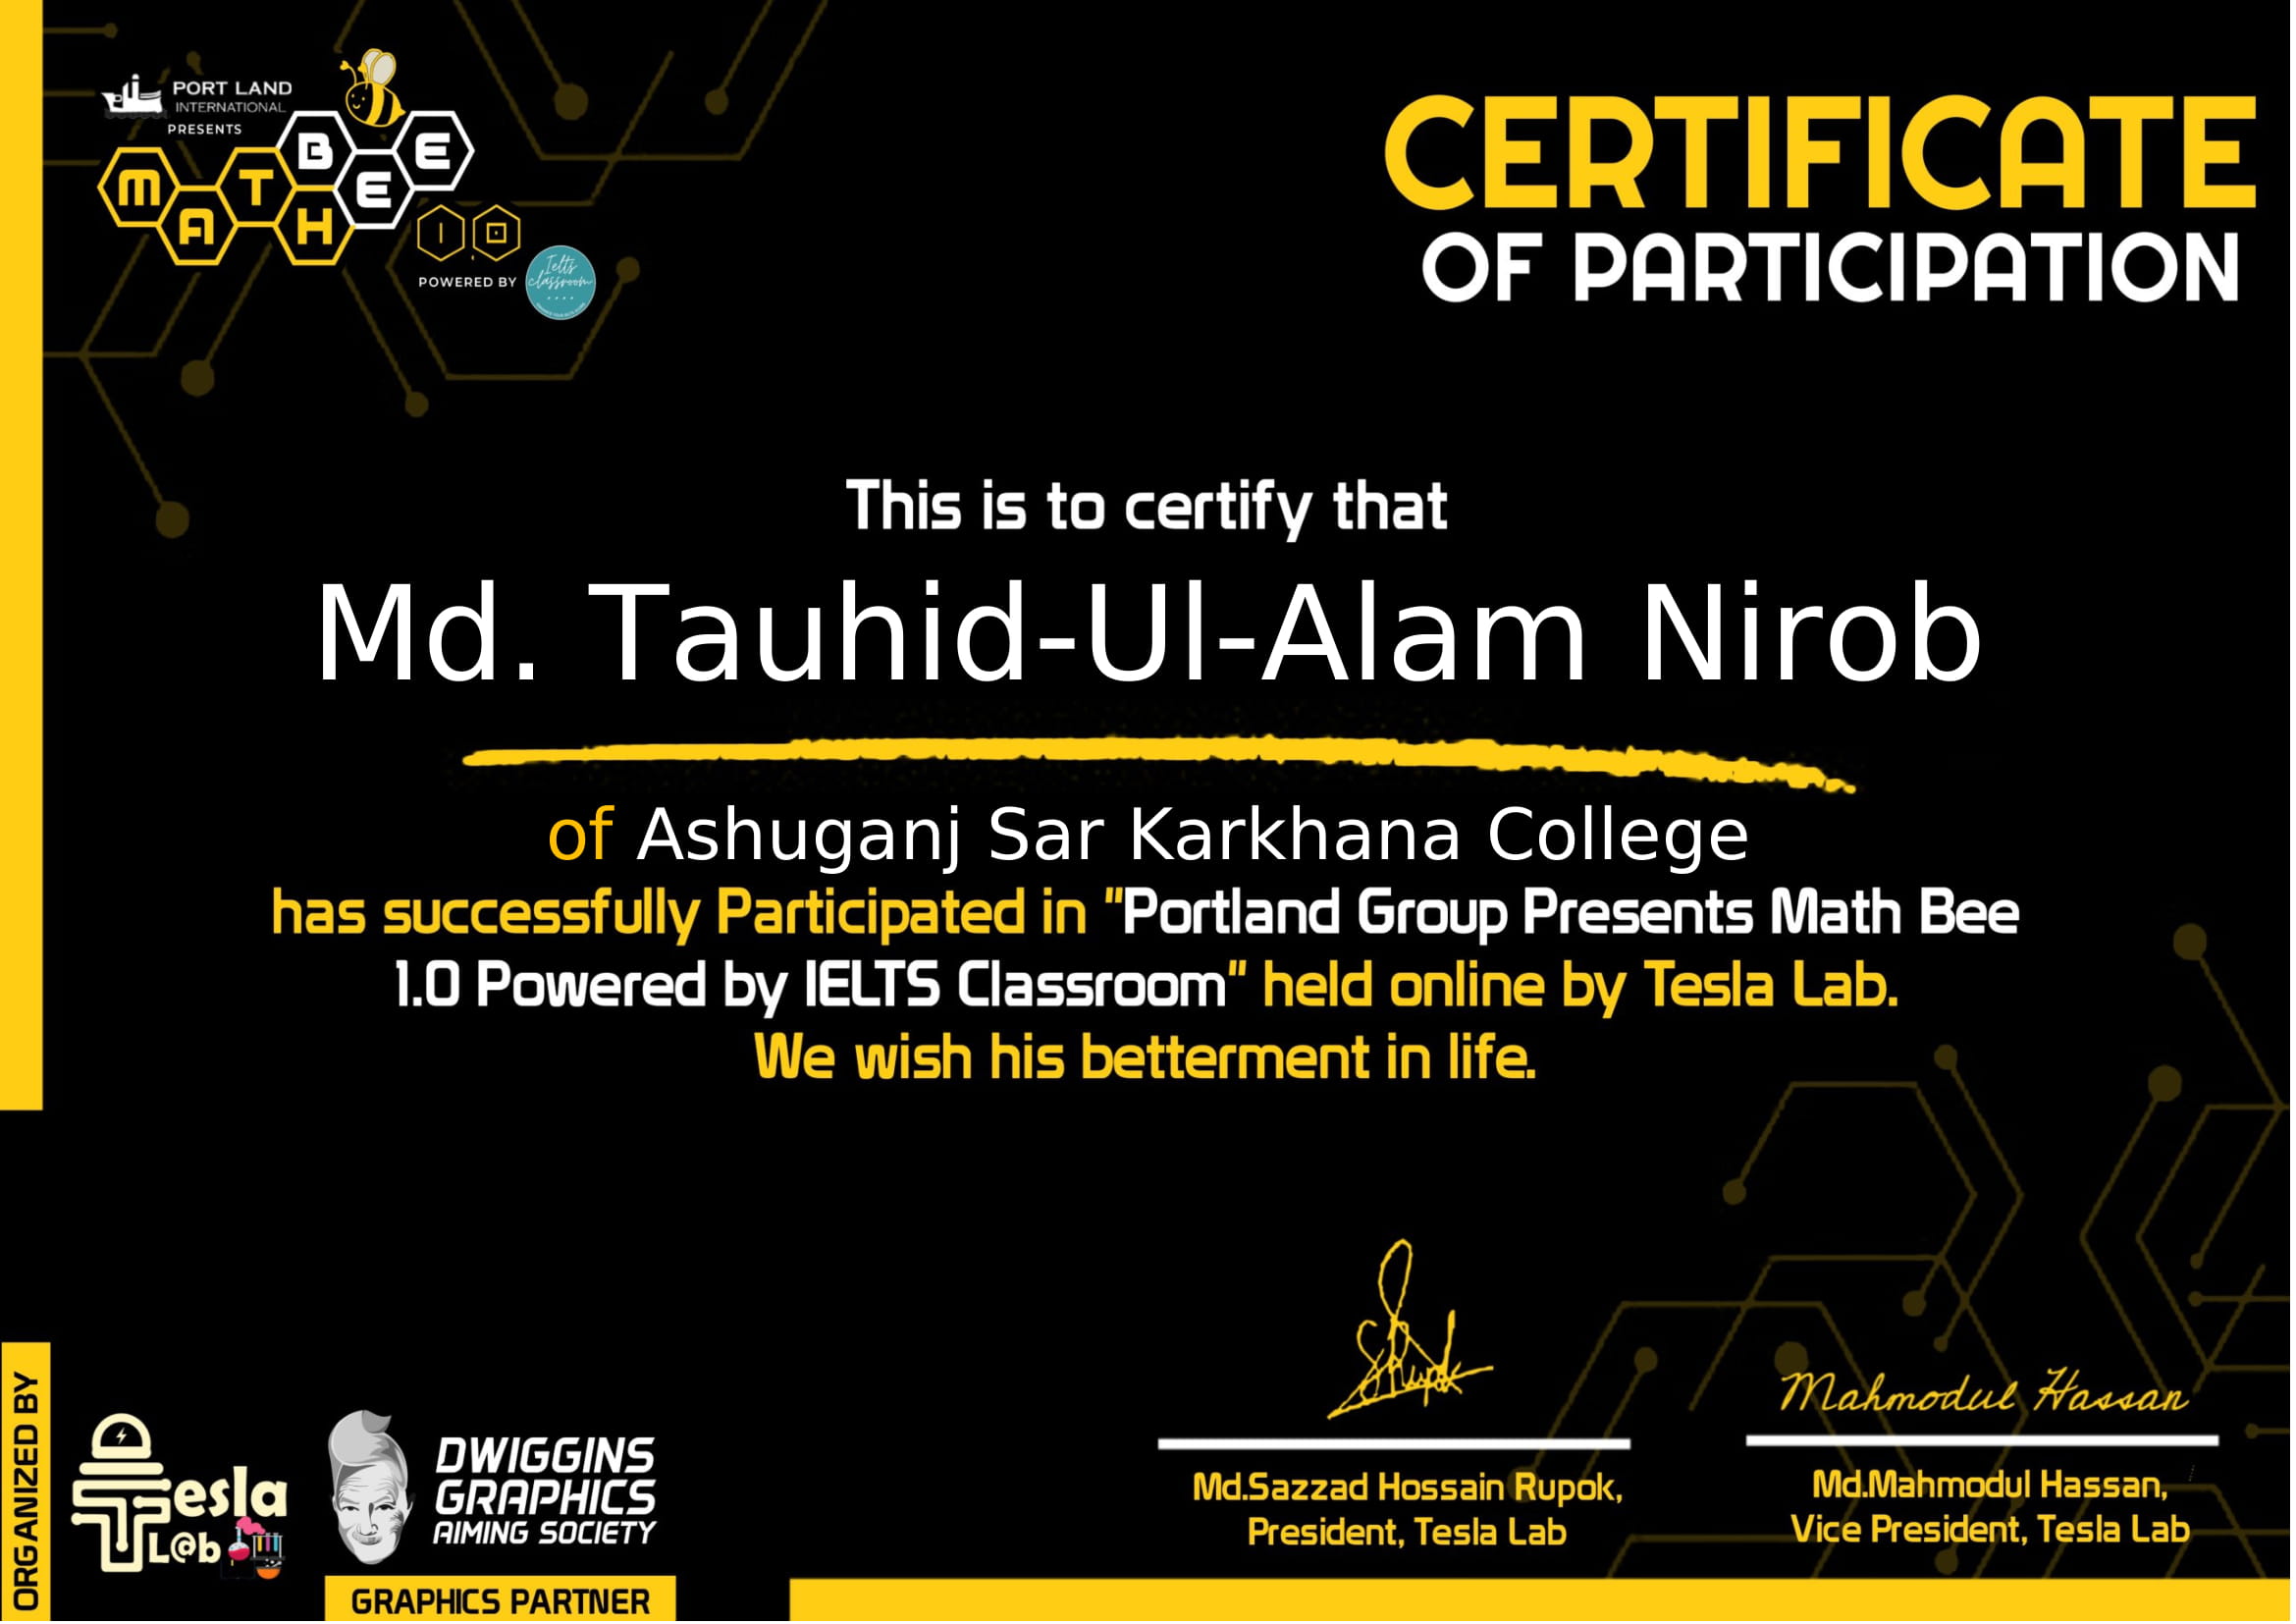 PORT LAND
INTERNATIONAL
PRESENTS
MATH BEE
1.0
POWERED BY
Ielts
classroom
CERTIFICATE
OF PARTICIPATION
This is to certify that
Md. Tauhid-Ul-Alam Nirob
of Ashuganj Sar Karkhana College
has successfully Participated in "Portland Group Presents Math Bee
1.0 Powered by IELTS Classroom" held online by Tesla Lab.
We wish his betterment in life.
ORGANIZED BY
Tesla
L@b
DWIGGINS
GRAPHICS
AIMING SOCIETY
GRAPHICS PARTNER
Rupok
Md.Sazzad Hossain Rupok,
President, Tesla Lab
Mahmodul Hassan
Md.Mahmodul Hassan,
Vice President, Tesla Lab